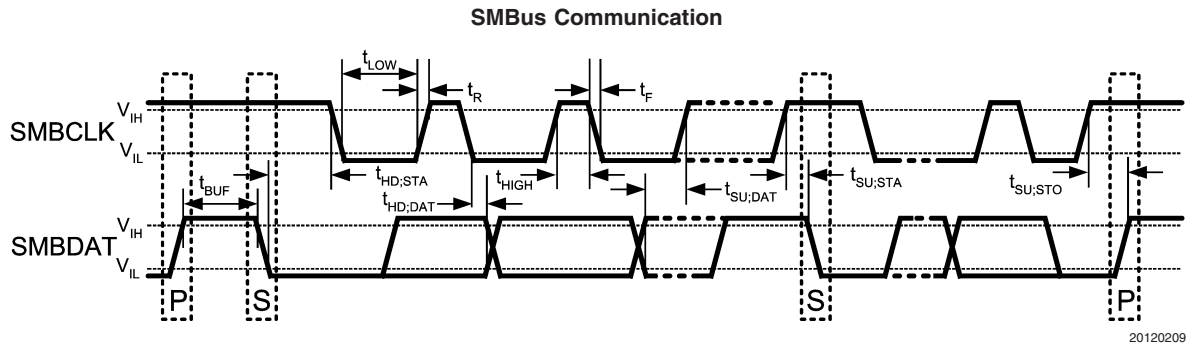 SMBus Communication
tLOW
tR
tF
VIH
SMBCLK
VIL
tBUF
tHD;STA
tHD;DAT
tHIGH
tSU;DAT
tSU;STA
tSU;STO
VIH
SMBDAT
VIL
P
S
S
P
20120209